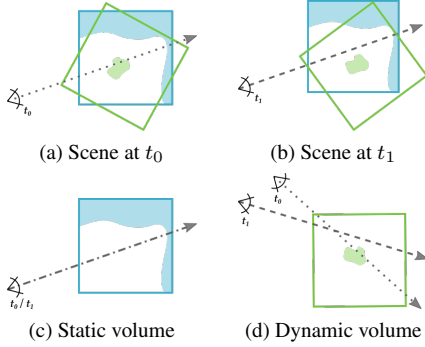 t₀
t₁
(a) Scene at t₀
(b) Scene at t₁
t₀
t₁
t₀ / t₁
(c) Static volume
(d) Dynamic volume